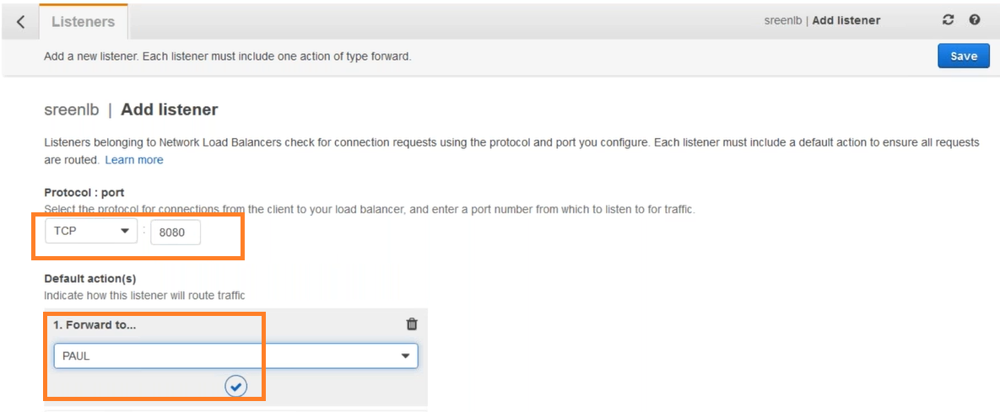 Listeners
sreenlb | Add listener
Add a new listener. Each listener must include one action of type forward.
Save
sreenlb | Add listener
Listeners belonging to Network Load Balancers check for connection requests using the protocol and port you configure. Each listener must include a default action to ensure all requests
are routed. Learn more
Protocol : port
Select the protocol for connections from the client to your load balancer, and enter a port number from which to listen to for traffic.
TCP : 8080
Default action(s)
Indicate how this listener will route traffic
1. Forward to...
PAUL